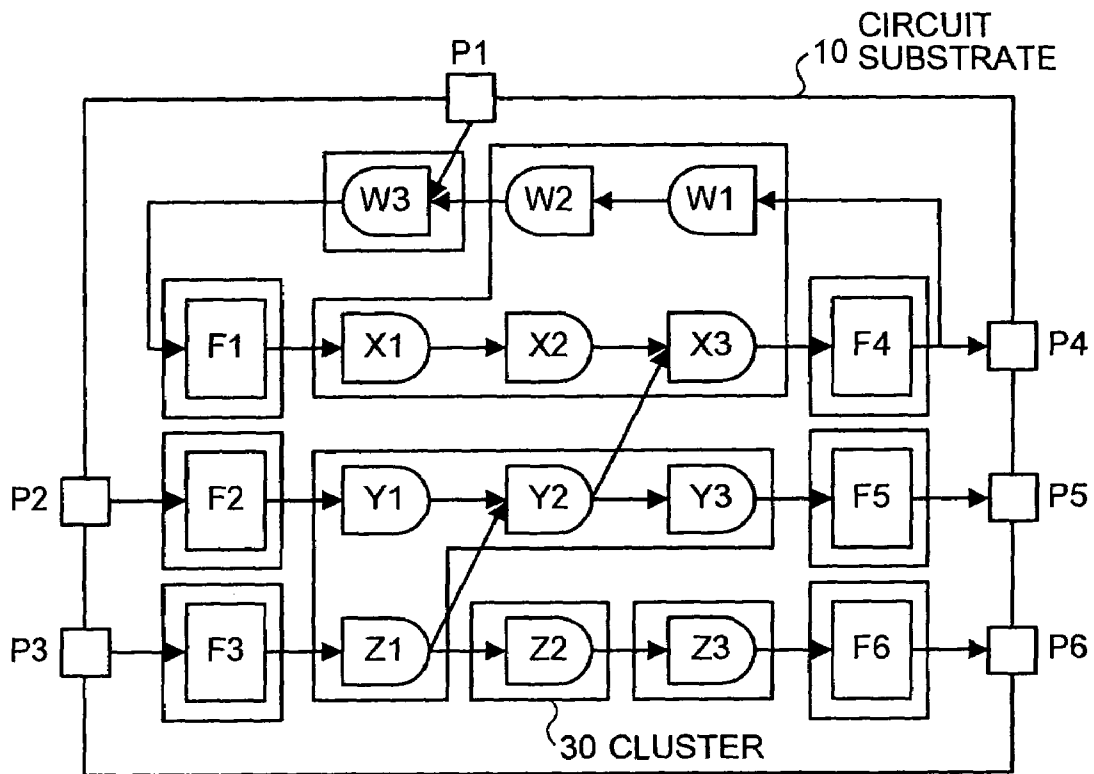 CIRCUIT
10 SUBSTRATE
P1
W3 W2 W1
F1 X1 X2 X3 F4 P4
P2 F2 Y1 Y2 Y3 F5 P5
P3 F3 Z1 Z2 Z3 F6 P6
30 CLUSTER